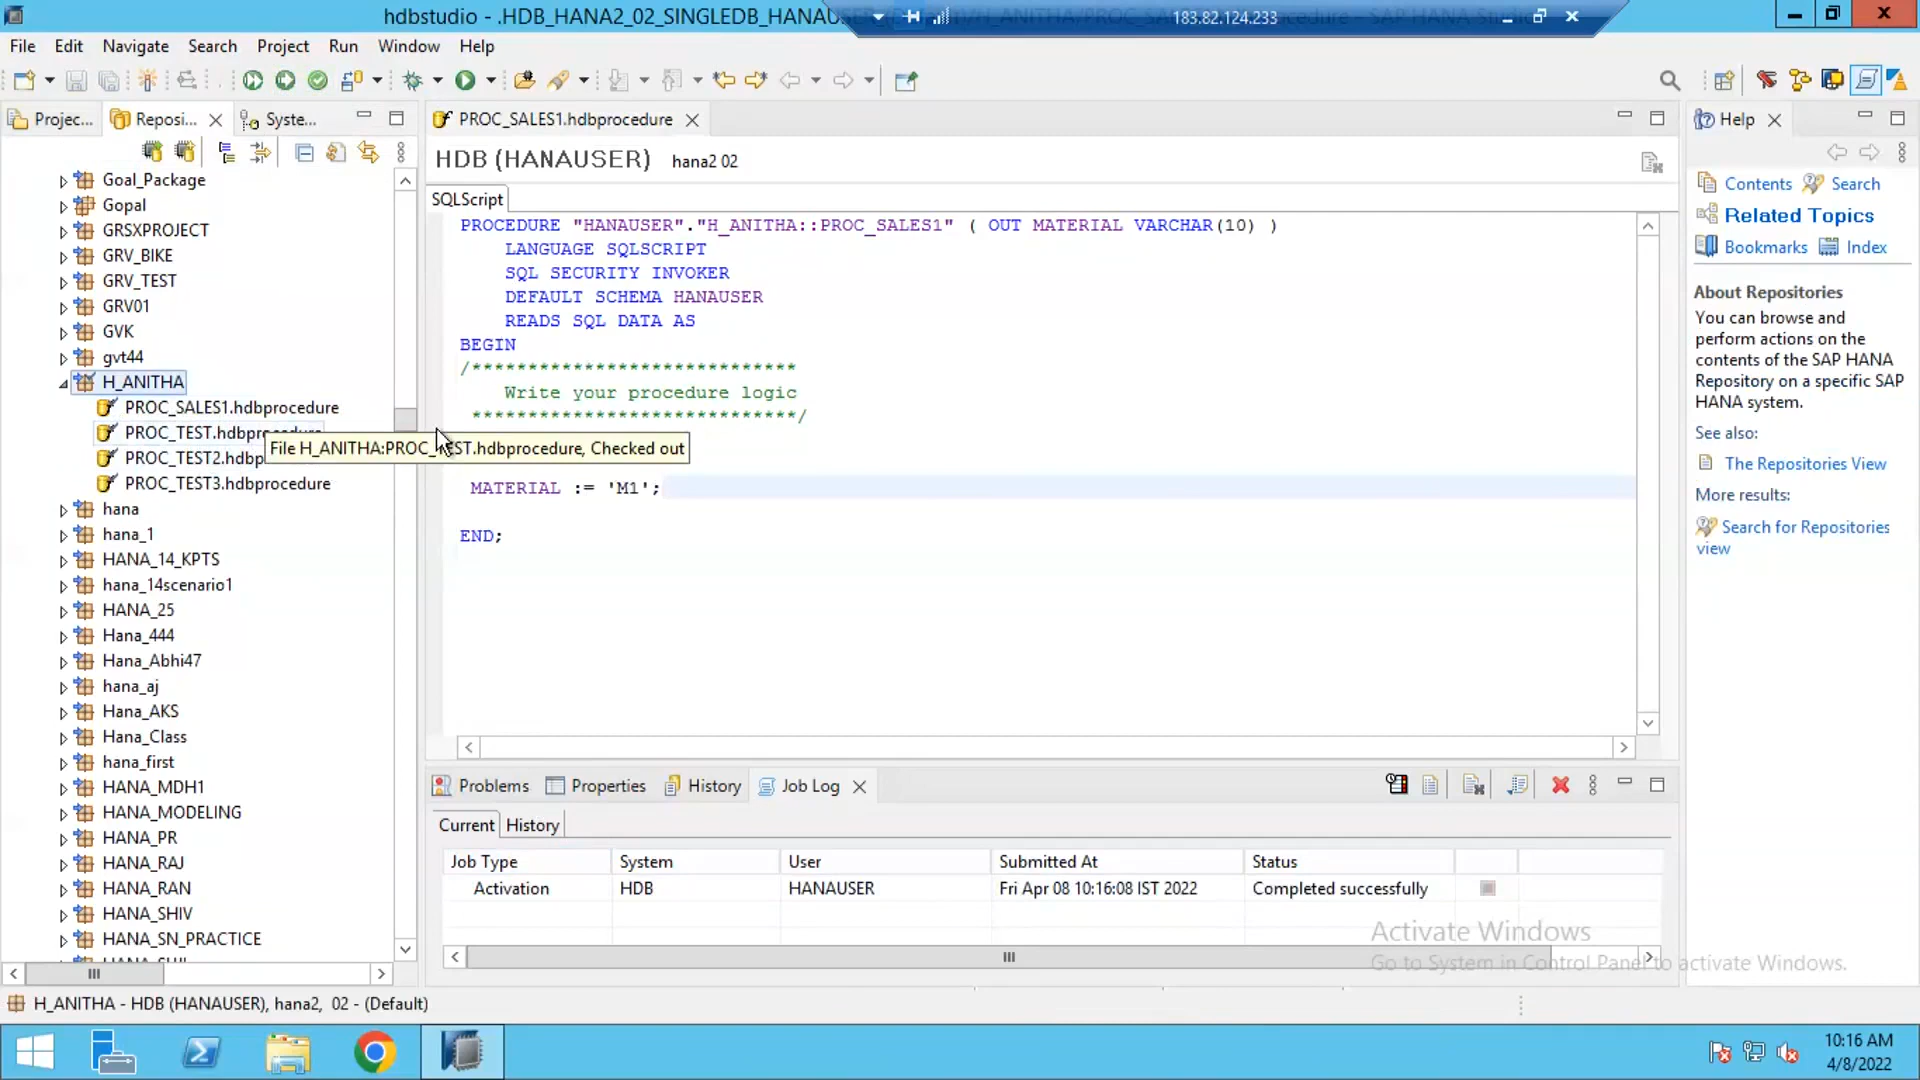 hdbstudio - .HDB_HANA2_02_SINGLEDB_HANAUS
183.82.124.233
File Edit Navigate Search Project Run Window Help
Projec...
Reposi...
Syste...
PROC_SALES1.hdbprocedure
Help
HDB (HANAUSER) hana2 02
SQLScript
Goal_Package
Gopal
GRSXPROJECT
GRV_BIKE
GRV_TEST
GRV01
GVK
gvt44
H_ANITHA
PROC_SALES1.hdbprocedure
PROC_TEST.hdbprocedure
PROC_TEST2.hdbp
PROC_TEST3.hdbprocedure
hana
hana_1
HANA_14_KPTS
hana_14scenario1
HANA_25
Hana_444
Hana_Abhi47
hana_aj
Hana_AKS
Hana_Class
hana_first
HANA_MDH1
HANA_MODELING
HANA_PR
HANA_RAJ
HANA_RAN
HANA_SHIV
HANA_SN_PRACTICE
PROCEDURE "HANAUSER"."H_ANITHA::PROC_SALES1" ( OUT MATERIAL VARCHAR(10) )
LANGUAGE SQLSCRIPT
SQL SECURITY INVOKER
DEFAULT SCHEMA HANAUSER
READS SQL DATA AS
BEGIN
/*****************************
Write your procedure logic
*****************************/
File H_ANITHA:PROC_TEST.hdbprocedure, Checked out
MATERIAL := 'M1';
END;
Contents Search
Related Topics
Bookmarks Index
About Repositories
You can browse and
perform actions on the
contents of the SAP HANA
Repository on a specific SAP
HANA system.
See also:
The Repositories View
More results:
Search for Repositories
view
Problems Properties History Job Log
Current History
Job Type System User Submitted At Status
Activation HDB HANAUSER Fri Apr 08 10:16:08 IST 2022 Completed successfully
Activate Windows
Go to System in Control Panel to activate Windows.
H_ANITHA - HDB (HANAUSER), hana2, 02 - (Default)
10:16 AM
4/8/2022